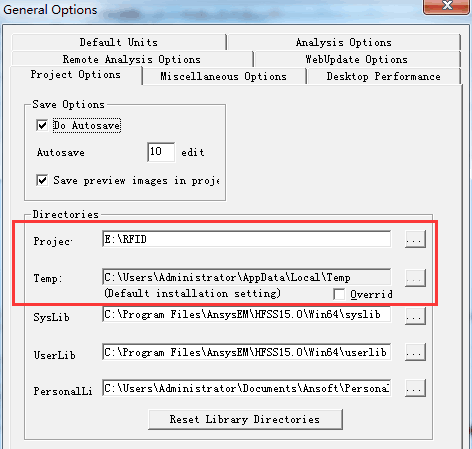 General Options
Default Units
Analysis Options
Remote Analysis Options
WebUpdate Options
Project Options
Miscellaneous Options
Desktop Performance
Save Options
Do Autosave
Autosave 10 edit
Save preview images in proje
Directories
Projec E:\RFID ...
Temp: C:\Users\Administrator\AppData\Local\Temp ...
(Default installation setting) Overrid
SysLib C:\Program Files\AnsysEM\HFSS15.0\Win64\syslib ...
UserLib C:\Program Files\AnsysEM\HFSS15.0\Win64\userlib ...
PersonalLi C:\Users\Administrator\Documents\Ansoft\Personal ...
Reset Library Directories